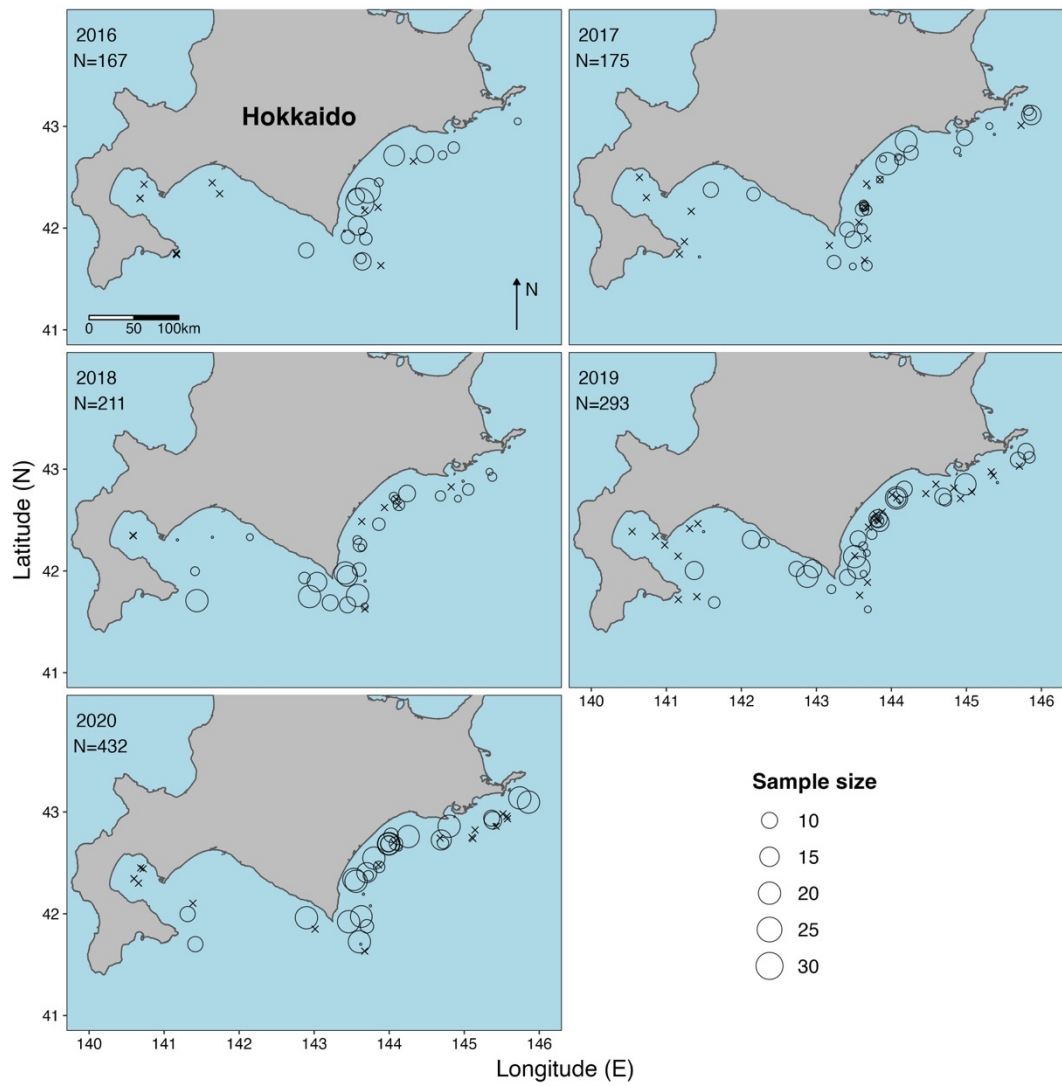 2016
N=167
Hokkaido
N
0 50 100km
2017
N=175
43
42
41
2018
N=211
2019
N=293
43
42
41
140 141 142 143 144 145 146
2020
N=432
43
42
41
140 141 142 143 144 145 146
Latitude (N)
Longitude (E)
Sample size
10
15
20
25
30